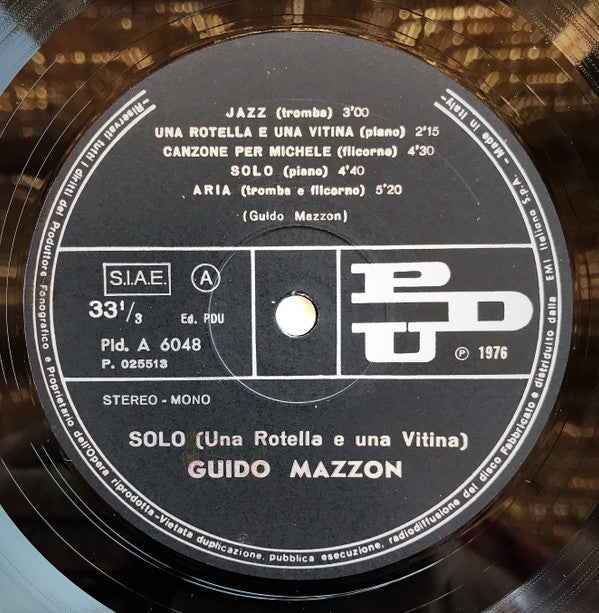 JAZZ (tromba) 3'00
UNA ROTELLA E UNA VITINA (piano) 2'15
CANZONE PER MICHELE (flicorno) 4'30
SOLO (piano) 4'40
ARIA (tromba e flicorno) 5'20
(Guido Mazzon)
S.I.A.E. A
33 1/3 Ed. PDU
Pld. A 6048
P. 025513
PDU
Ⓟ 1976
STEREO - MONO
SOLO (Una Rotella e una Vitina)
GUIDO MAZZON
-Riservati tutti i diritti del Produttore Fonografico e Proprietario dell'Opera riprodotta-Vietata duplicazione, pubblica esecuzione, radiodiffusione del disco Fabbricato e distribuito dalla EMI Italiana S.p.A. - Made in Italy-